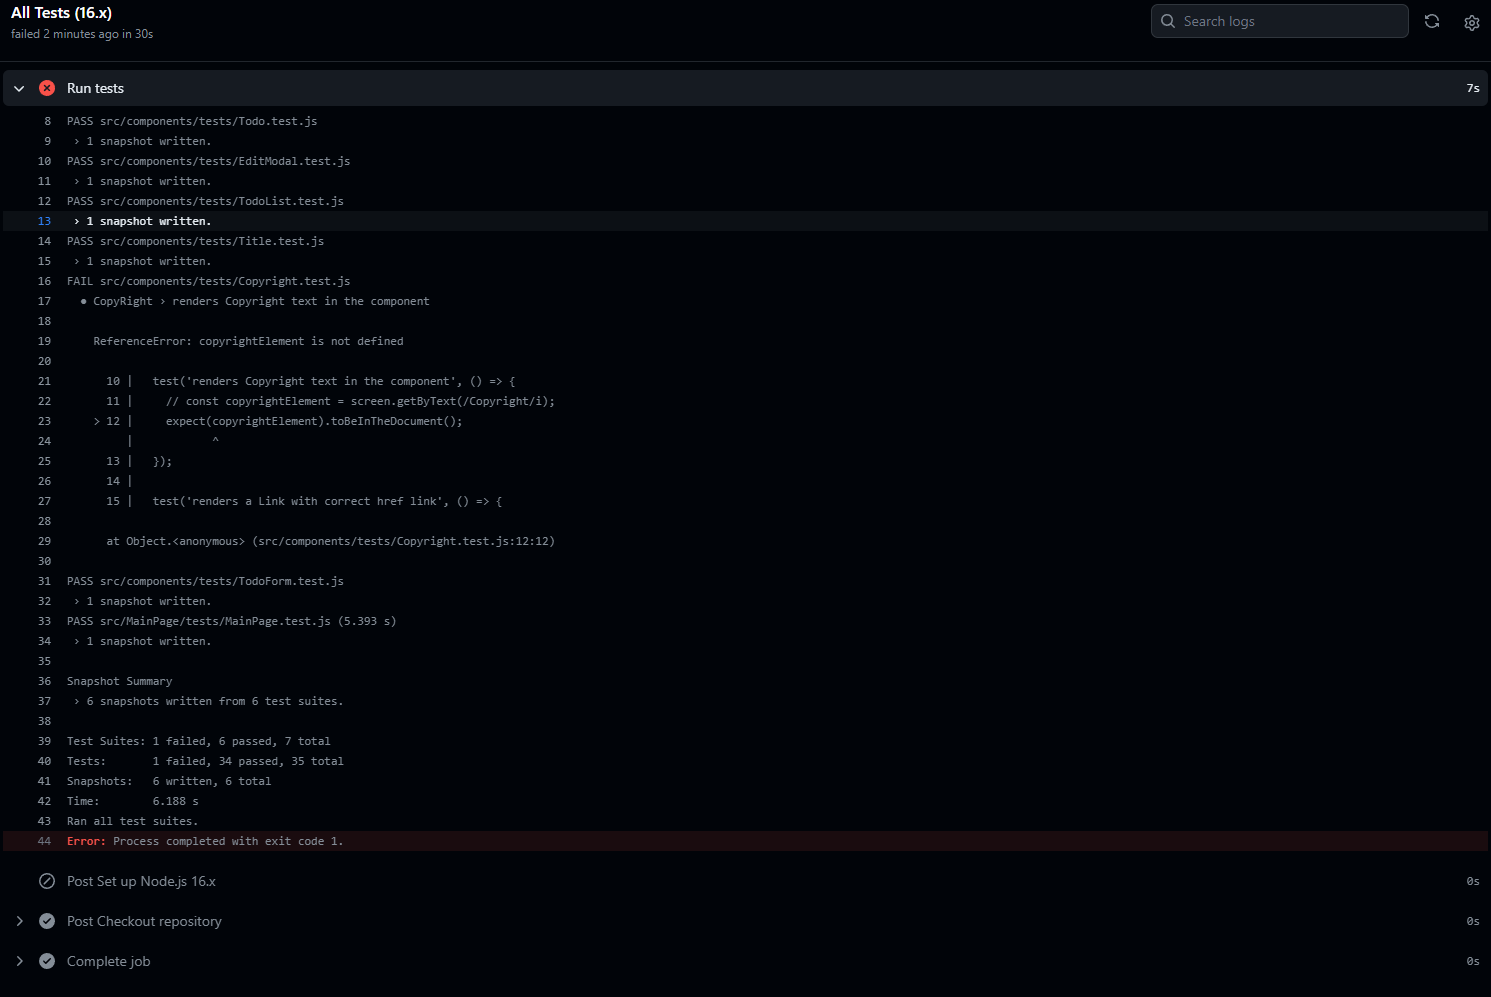 All Tests (16.x)
failed 2 minutes ago in 30s
Search logs
Run tests 7s
8 PASS src/components/tests/Todo.test.js
9 › 1 snapshot written.
10 PASS src/components/tests/EditModal.test.js
11 › 1 snapshot written.
12 PASS src/components/tests/TodoList.test.js
13 › 1 snapshot written.
14 PASS src/components/tests/Title.test.js
15 › 1 snapshot written.
16 FAIL src/components/tests/Copyright.test.js
17 ● CopyRight › renders Copyright text in the component
18
19 ReferenceError: copyrightElement is not defined
20
21 10 | test('renders Copyright text in the component', () => {
22 11 | // const copyrightElement = screen.getByText(/Copyright/i);
23 > 12 | expect(copyrightElement).toBeInTheDocument();
24 | ^
25 13 | });
26 14 |
27 15 | test('renders a Link with correct href link', () => {
28
29 at Object.<anonymous> (src/components/tests/Copyright.test.js:12:12)
30
31 PASS src/components/tests/TodoForm.test.js
32 › 1 snapshot written.
33 PASS src/MainPage/tests/MainPage.test.js (5.393 s)
34 › 1 snapshot written.
35
36 Snapshot Summary
37 › 6 snapshots written from 6 test suites.
38
39 Test Suites: 1 failed, 6 passed, 7 total
40 Tests: 1 failed, 34 passed, 35 total
41 Snapshots: 6 written, 6 total
42 Time: 6.188 s
43 Ran all test suites.
44 Error: Process completed with exit code 1.
Post Set up Node.js 16.x 0s
Post Checkout repository 0s
Complete job 0s